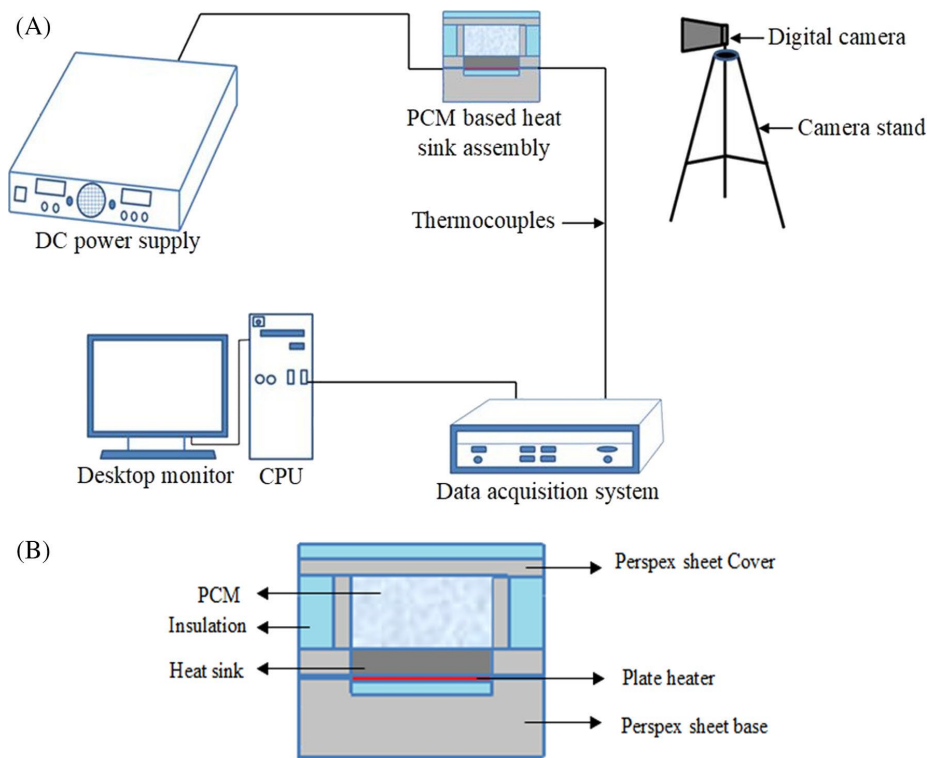 (A)
Digital camera
PCM based heat
sink assembly
Camera stand
Thermocouples
DC power supply
Desktop monitor
CPU
Data acquisition system
(B)
Perspex sheet Cover
PCM
Insulation
Heat sink
Plate heater
Perspex sheet base